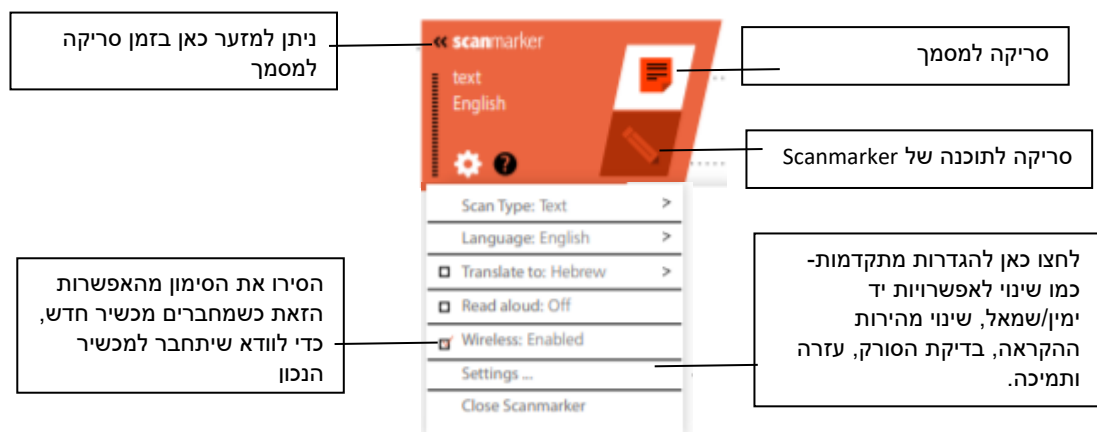 ניתן למזער כאן בזמן סריקה
למסמך
« scanmarker
text
English
?
סריקה למסמך
סריקה לתוכנה של Scanmarker
Scan Type: Text >
Language: English >
Translate to: Hebrew >
Read aloud: Off
Wireless: Enabled
Settings ...
Close Scanmarker
הסירו את הסימון מהאפשרות
הזאת כשמחברים מכשיר חדש,
כדי לוודא שיתחבר למכשיר
הנכון
לחצו כאן להגדרות מתקדמות-
כמו שינוי לאפשרויות יד
ימין/שמאל, שינוי מהירות
ההקראה, בדיקת הסורק, עזרה
ותמיכה.